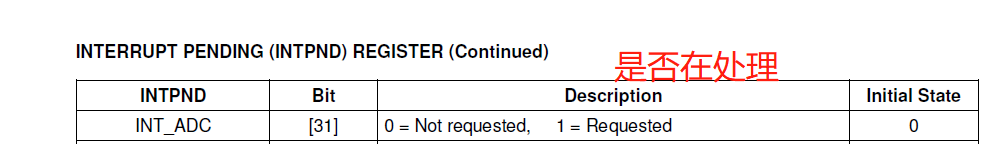 INTERRUPT PENDING (INTPND) REGISTER (Continued)
是否在处理
INTPND Bit Description Initial State
INT_ADC [31] 0 = Not requested, 1 = Requested 0